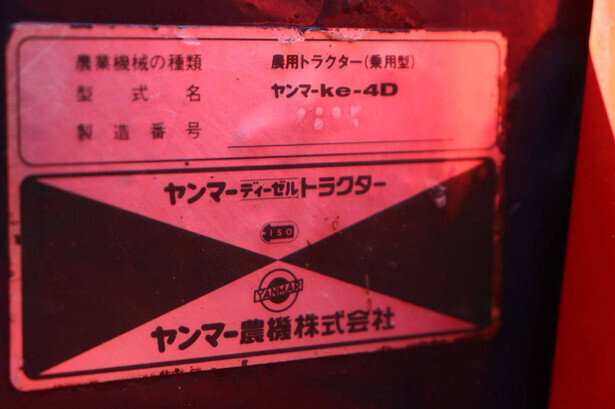 農業機械の種類 農用トラクター(乗用型)
型式名 ヤンマーke-4D
製造番号
ヤンマーディーゼルトラクター
ISO
YANMAR
ヤンマー農機株式会社